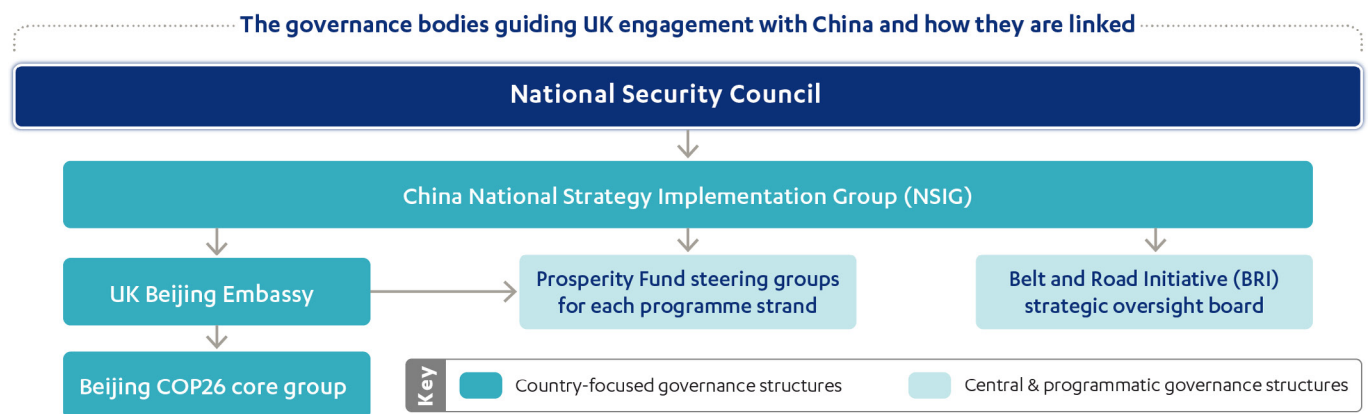 The governance bodies guiding UK engagement with China and how they are linked
National Security Council
China National Strategy Implementation Group (NSIG)
UK Beijing Embassy
Prosperity Fund steering groups
for each programme strand
Belt and Road Initiative (BRI)
strategic oversight board
Beijing COP26 core group
Key
Country-focused governance structures
Central & programmatic governance structures